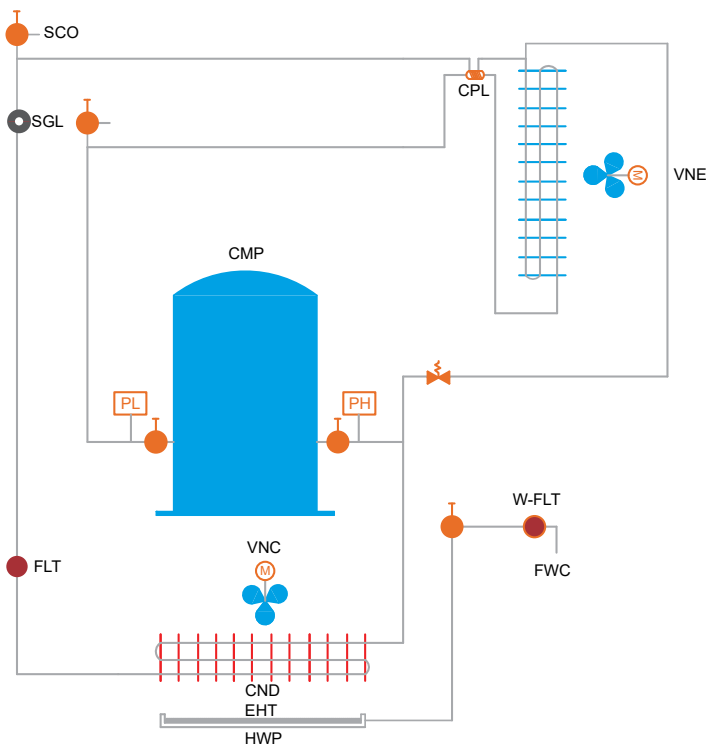 SCO
SGL
CPL
M
VNE
CMP
PL
PH
W-FLT
VNC
FLT
M
FWC
CND
EHT
HWP